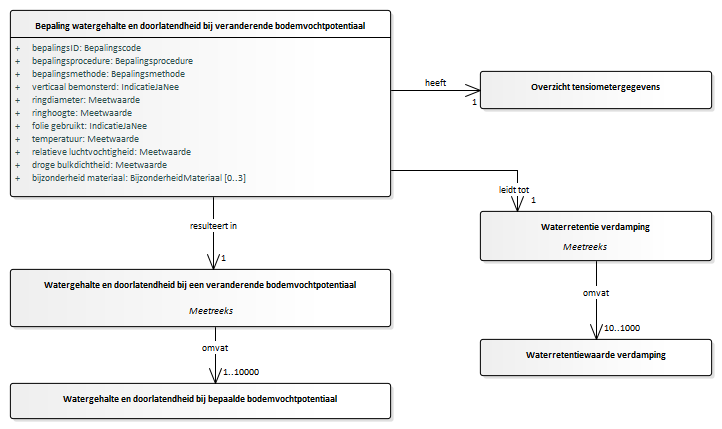 Bepaling watergehalte en doorlatendheid bij veranderende bodemvochtpotentiaal
+ bepalingsID: Bepalingscode
+ bepalingsprocedure: Bepalingsprocedure
+ bepalingsmethode: Bepalingsmethode
+ verticaal bemonsterd: IndicatieJaNee
+ ringdiameter: Meetwaarde
+ ringhoogte: Meetwaarde
+ folie gebruikt: IndicatieJaNee
+ temperatuur: Meetwaarde
+ relatieve luchtvochtigheid: Meetwaarde
+ droge bulkdichtheid: Meetwaarde
+ bijzonderheid materiaal: BijzonderheidMateriaal [0..3]
heeft
1
Overzicht tensiometergegevens
leidt tot
1
Waterretentie verdamping
Meetreeks
omvat
10..1000
Waterretentiewaarde verdamping
resulteert in
1
Watergehalte en doorlatendheid bij een veranderende bodemvochtpotentiaal
Meetreeks
omvat
1..10000
Watergehalte en doorlatendheid bij bepaalde bodemvochtpotentiaal